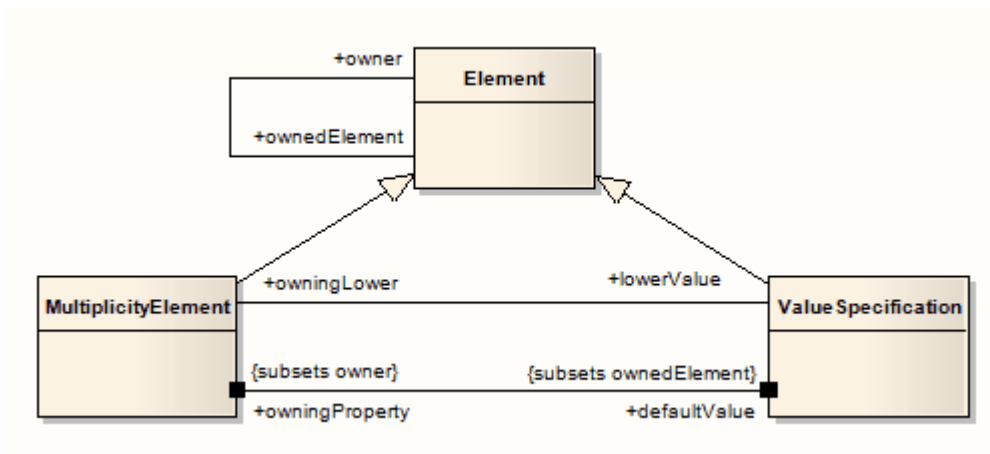 +owner
Element
+ownedElement
+owningLower
+lowerValue
MultiplicityElement
ValueSpecification
{subsets owner}
{subsets ownedElement}
+owningProperty
+defaultValue